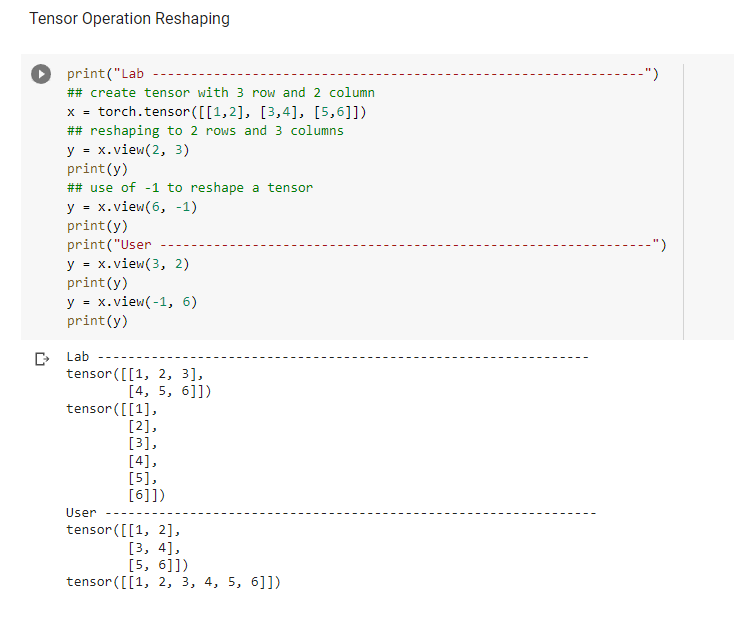 Tensor Operation Reshaping
print("Lab ----------------------------------------------------------------")
## create tensor with 3 row and 2 column
x = torch.tensor([[1,2], [3,4], [5,6]])
## reshaping to 2 rows and 3 columns
y = x.view(2, 3)
print(y)
## use of -1 to reshape a tensor
y = x.view(6, -1)
print(y)
print("User ----------------------------------------------------------------")
y = x.view(3, 2)
print(y)
y = x.view(-1, 6)
print(y)
Lab ----------------------------------------------------------------
tensor([[1, 2, 3],
        [4, 5, 6]])
tensor([[1],
        [2],
        [3],
        [4],
        [5],
        [6]])
User ----------------------------------------------------------------
tensor([[1, 2],
        [3, 4],
        [5, 6]])
tensor([[1, 2, 3, 4, 5, 6]])